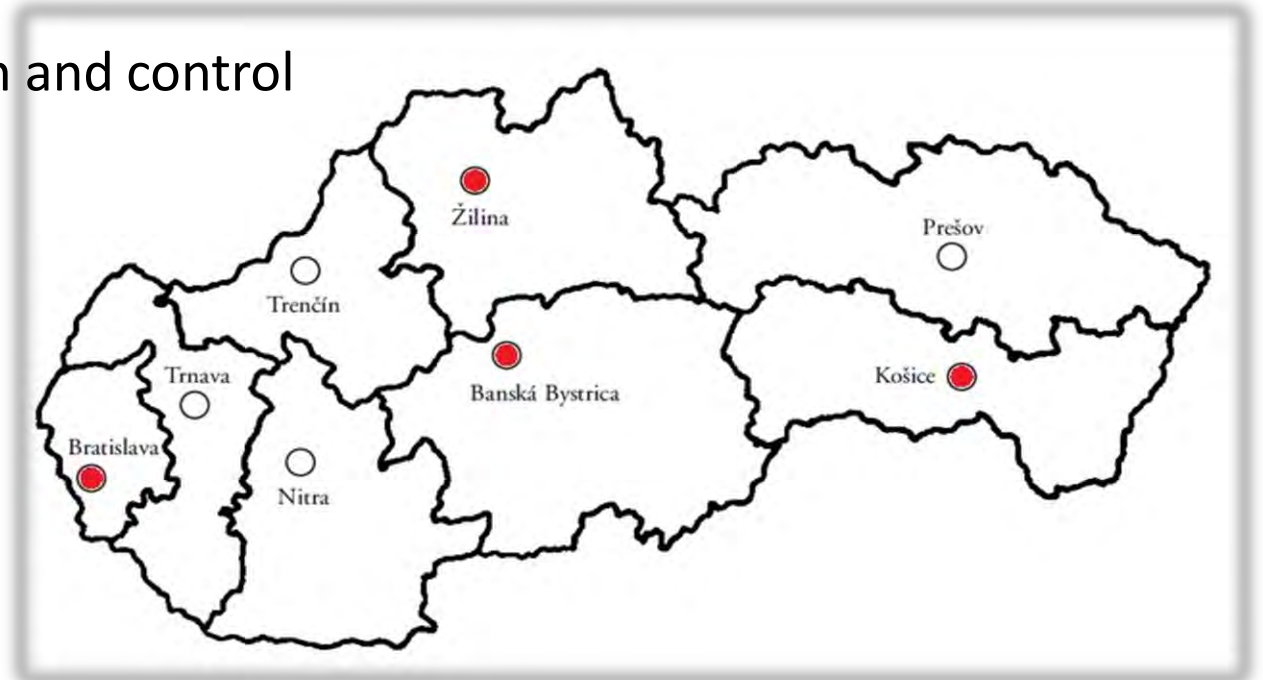 and control
Žilina
Prešov
Trenčín
Banská Bystrica
Trnava
Košice
Bratislava
Nitra